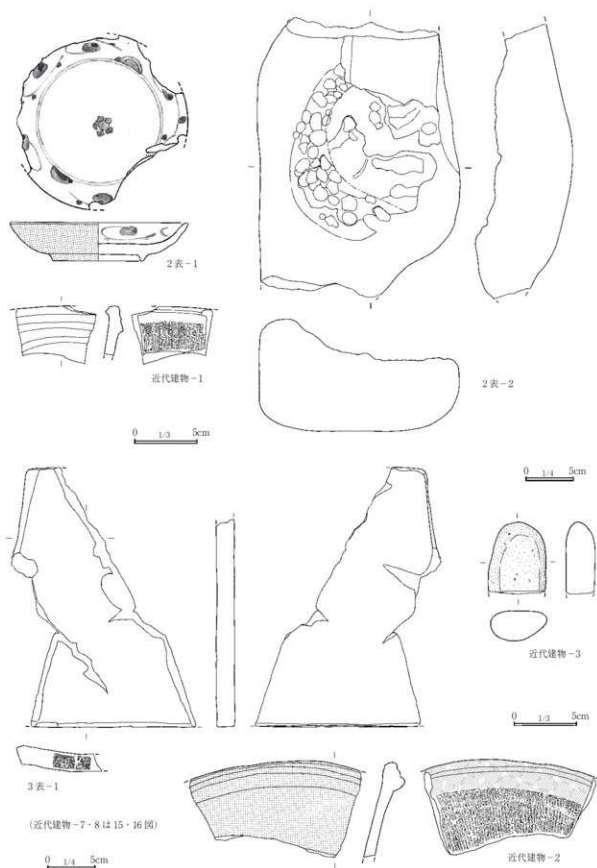 2表-1
近代建物-1
0 1/3 5cm
2表-2
0 1/4 5cm
近代建物-3
0 1/3 5cm
3表-1
(近代建物-7・8は15・16図)
近代建物-2
0 1/4 5cm